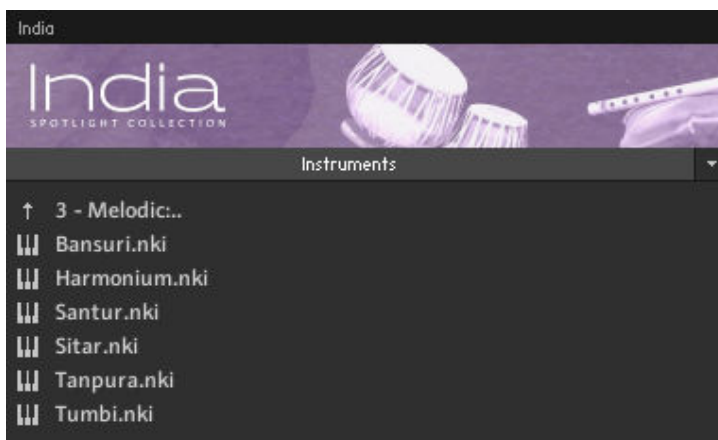 India
India
SPOTLIGHT COLLECTION
Instruments
3 - Melodic:..
Bansuri.nki
Harmonium.nki
Santur.nki
Sitar.nki
Tanpura.nki
Tumbi.nki